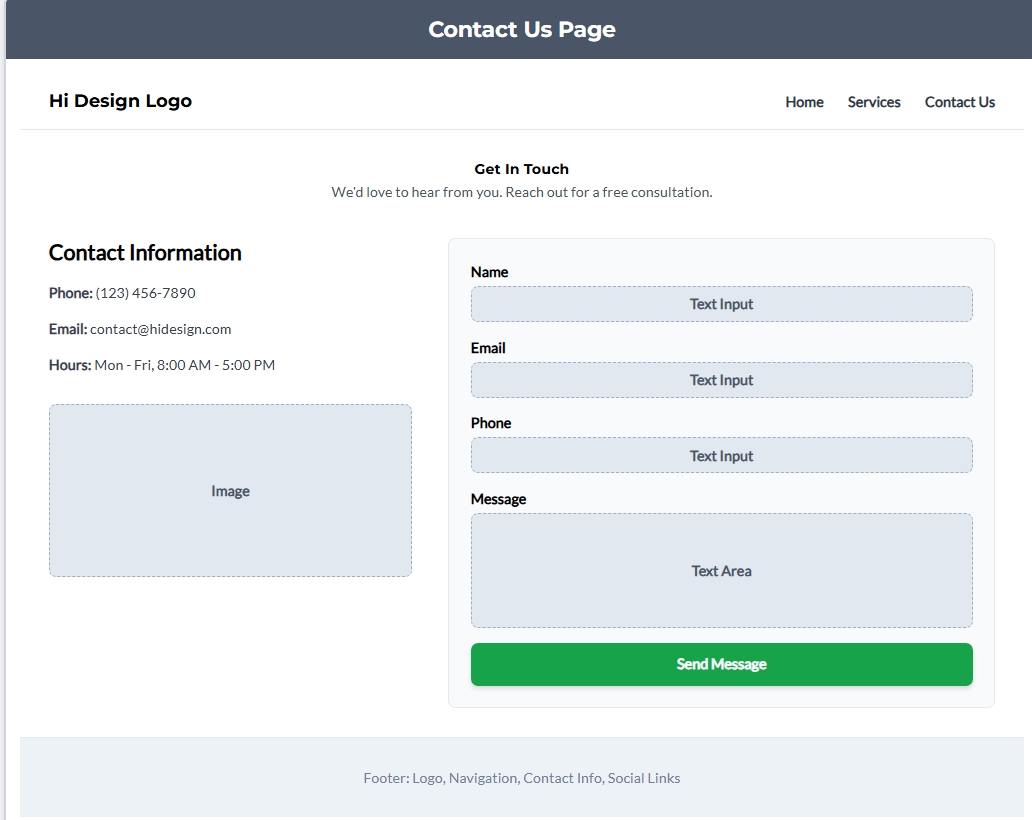 Contact Us Page
Hi Design Logo
Home Services Contact Us
Get In Touch
We'd love to hear from you. Reach out for a free consultation.
Contact Information
Phone: (123) 456-7890
Email: contact@hidesign.com
Hours: Mon - Fri, 8:00 AM - 5:00 PM
Image
Name
Text Input
Email
Text Input
Phone
Text Input
Message
Text Area
Send Message
Footer: Logo, Navigation, Contact Info, Social Links